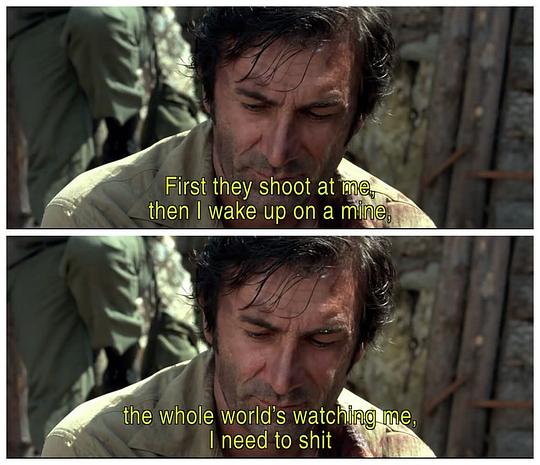 First they shoot at me,
then I wake up on a mine,
the whole world's watching me,
I need to shit